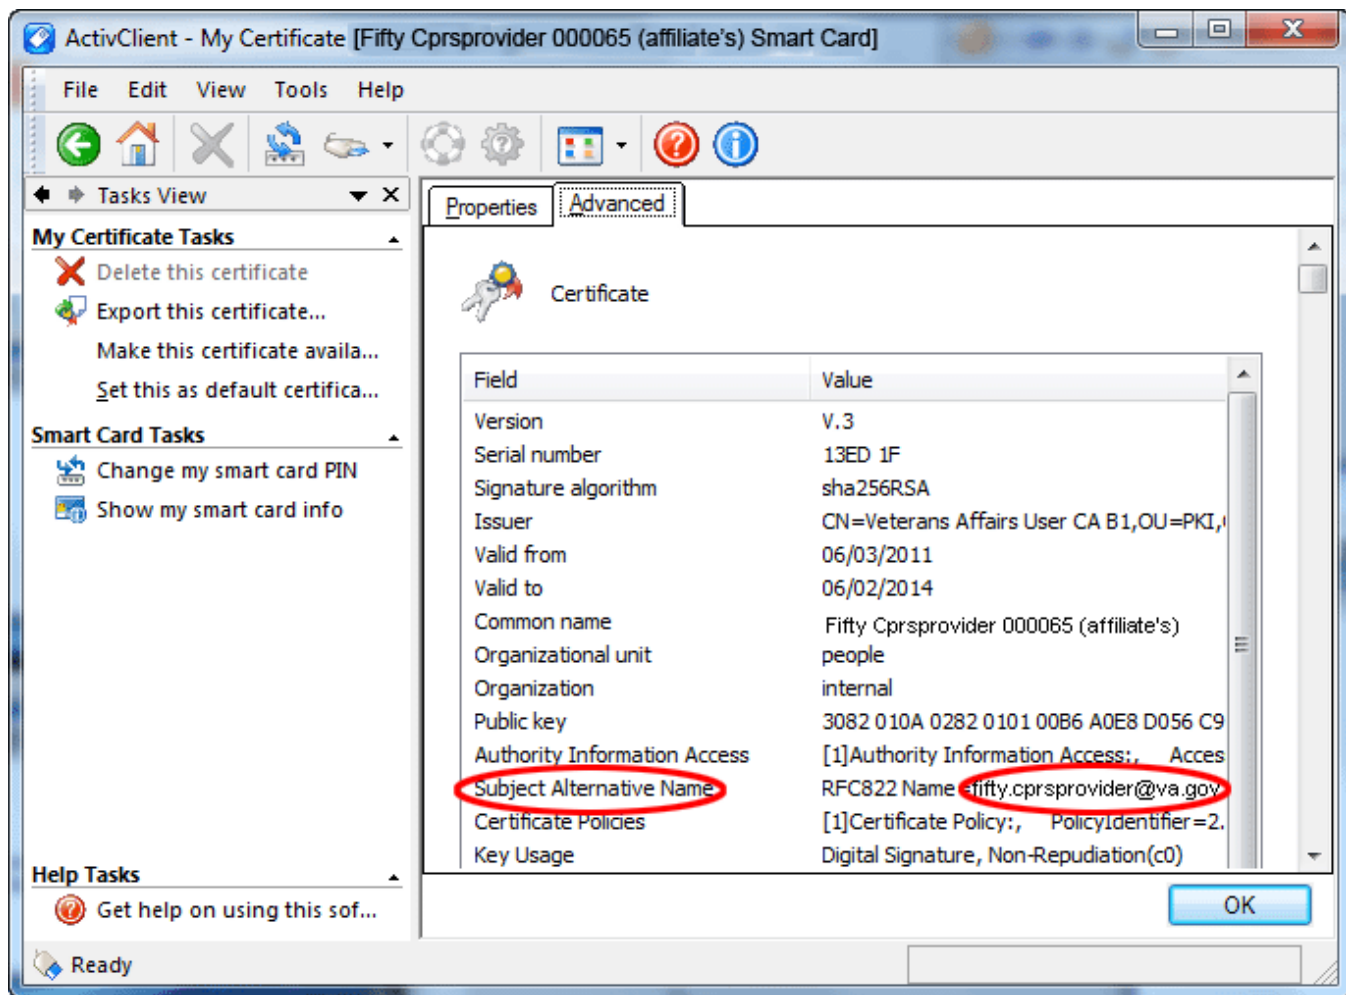 ActivClient - My Certificate [Fifty Cprsprovider 000065 (affiliate's) Smart Card]
File Edit View Tools Help
Tasks View
My Certificate Tasks
Delete this certificate
Export this certificate...
Make this certificate availa...
Set this as default certifica...
Smart Card Tasks
Change my smart card PIN
Show my smart card info
Help Tasks
Get help on using this sof...
Properties Advanced
Certificate
Field Value
Version V.3
Serial number 13ED 1F
Signature algorithm sha256RSA
Issuer CN=Veterans Affairs User CA B1,OU=PKI,
Valid from 06/03/2011
Valid to 06/02/2014
Common name Fifty Cprsprovider 000065 (affiliate's)
Organizational unit people
Organization internal
Public key 3082 010A 0282 0101 00B6 A0E8 D056 C9
Authority Information Access [1]Authority Information Access:, Acces
Subject Alternative Name RFC822 Name =fifty.cprsprovider@va.gov
Certificate Policies [1]Certificate Policy:, PolicyIdentifier=2.
Key Usage Digital Signature, Non-Repudiation(c0)
OK
Ready